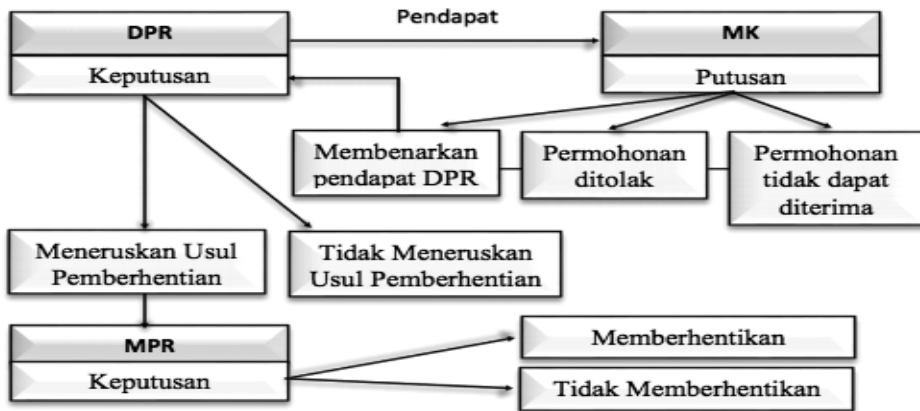 Pendapat
DPR
Keputusan
MK
Putusan
Membenarkan
pendapat DPR
Permohonan
ditolak
Permohonan
tidak dapat
diterima
Meneruskan Usul
Pemberhentian
Tidak Meneruskan
Usul Pemberhentian
MPR
Keputusan
Memberhentikan
Tidak Memberhentikan